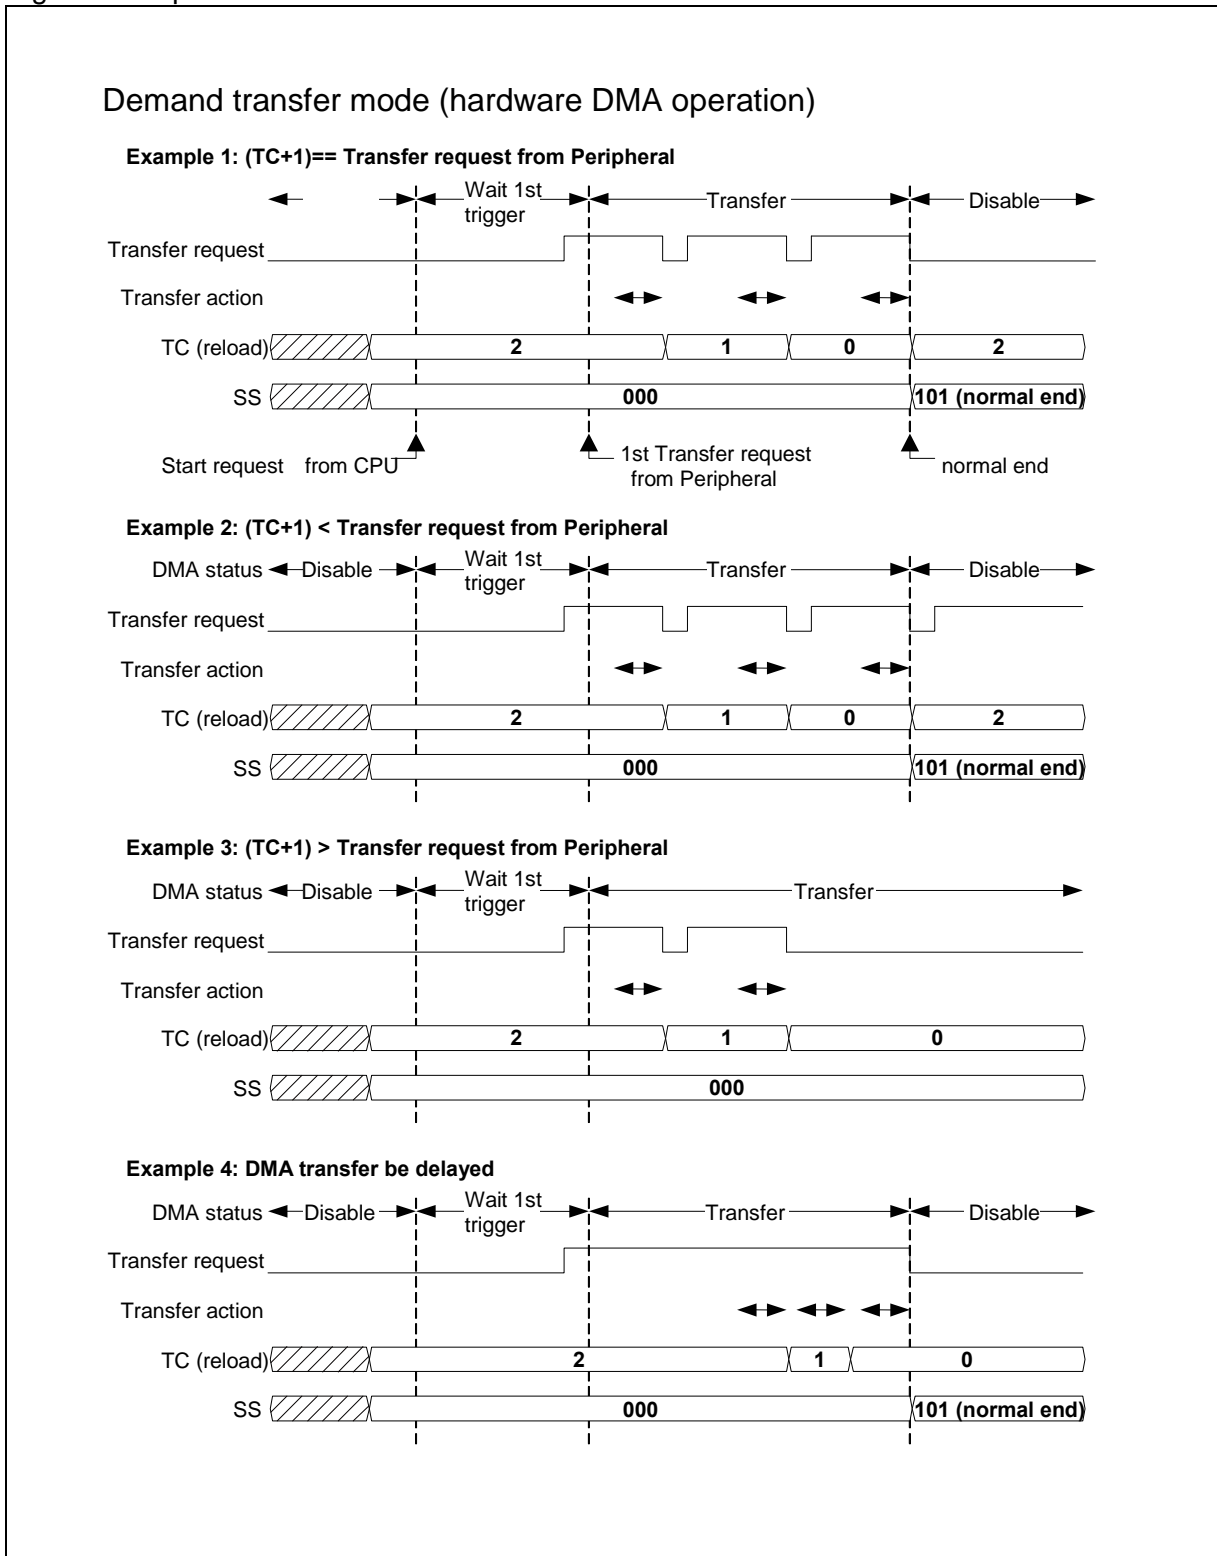 Demand transfer mode (hardware DMA operation)
Example 1: (TC+1)== Transfer request from Peripheral
Wait 1st trigger Transfer Disable
Transfer request
Transfer action
TC (reload) 2 1 0 2
SS 000 101 (normal end)
Start request from CPU 1st Transfer request from Peripheral normal end
Example 2: (TC+1) < Transfer request from Peripheral
DMA status Disable Wait 1st trigger Transfer Disable
Transfer request
Transfer action
TC (reload) 2 1 0 2
SS 000 101 (normal end)
Example 3: (TC+1) > Transfer request from Peripheral
DMA status Disable Wait 1st trigger Transfer
Transfer request
Transfer action
TC (reload) 2 1 0
SS 000
Example 4: DMA transfer be delayed
DMA status Disable Wait 1st trigger Transfer Disable
Transfer request
Transfer action
TC (reload) 2 1 0
SS 000 101 (normal end)